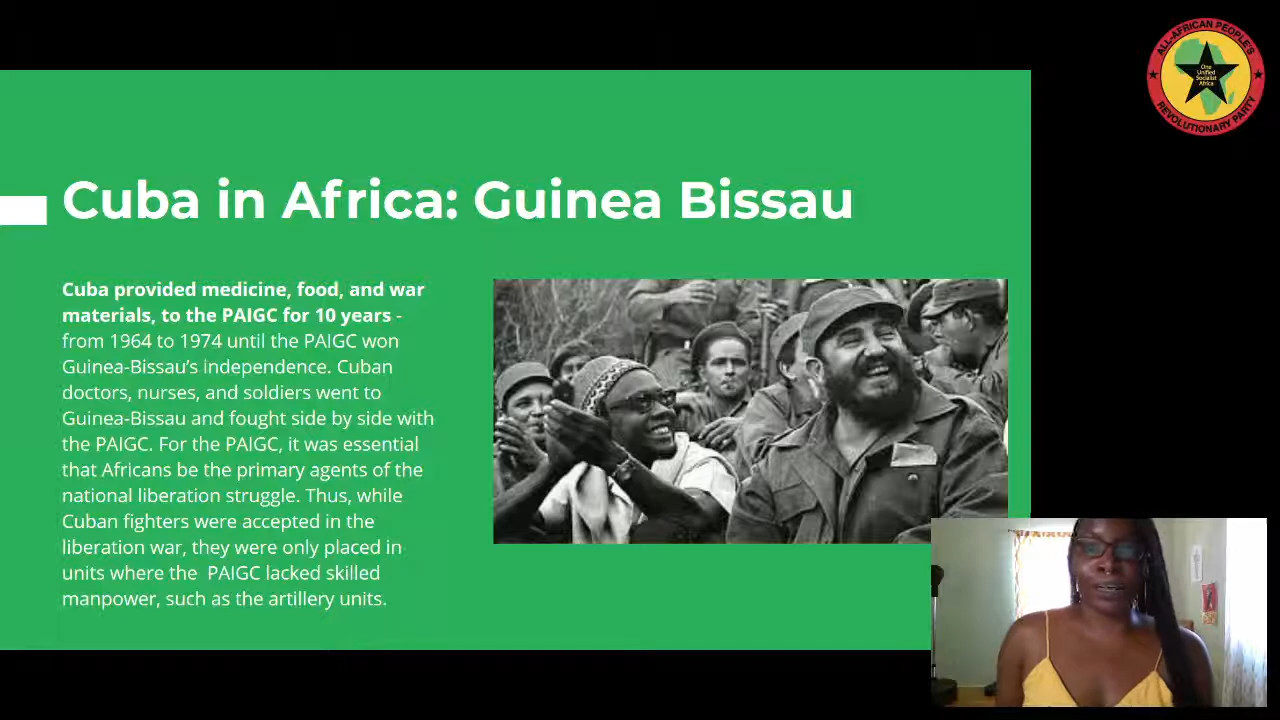 ALL-AFRICAN PEOPLE'S
One
Unified
Socialist
Africa
REVOLUTIONARY PARTY
Cuba in Africa: Guinea Bissau
Cuba provided medicine, food, and war
materials, to the PAIGC for 10 years -
from 1964 to 1974 until the PAIGC won
Guinea-Bissau’s independence. Cuban
doctors, nurses, and soldiers went to
Guinea-Bissau and fought side by side with
the PAIGC. For the PAIGC, it was essential
that Africans be the primary agents of the
national liberation struggle. Thus, while
Cuban fighters were accepted in the
liberation war, they were only placed in
units where the  PAIGC lacked skilled
manpower, such as the artillery units.